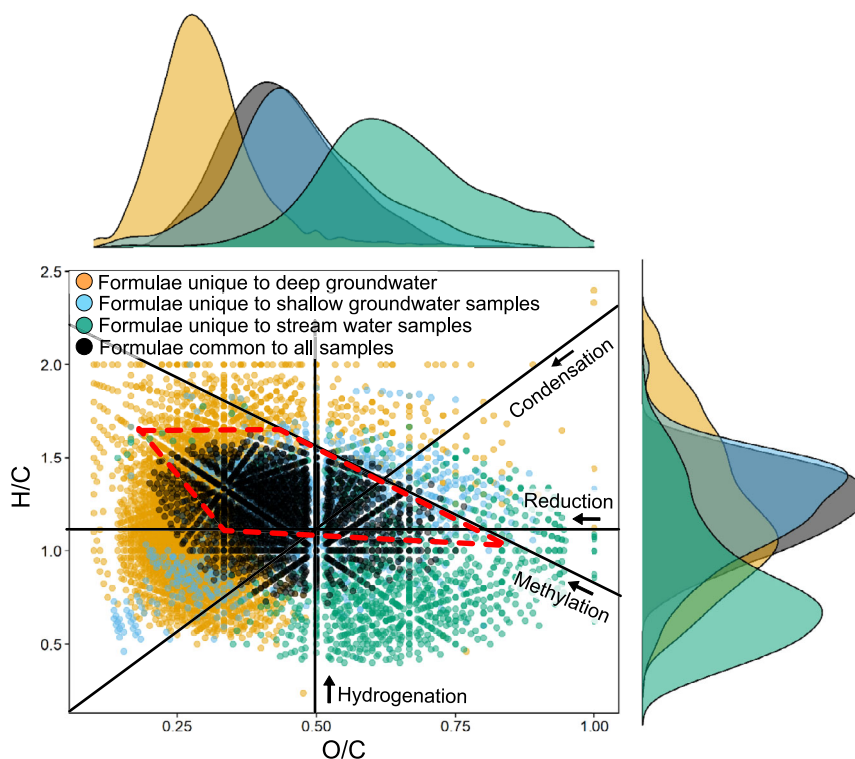 2.5
Formulae unique to deep groundwater
Formulae unique to shallow groundwater samples
Formulae unique to stream water samples
Formulae common to all samples
2.0
1.5
1.0
0.5
H/C
Condensation
Reduction
Methylation
Hydrogenation
0.25
0.50
0.75
1.00
O/C